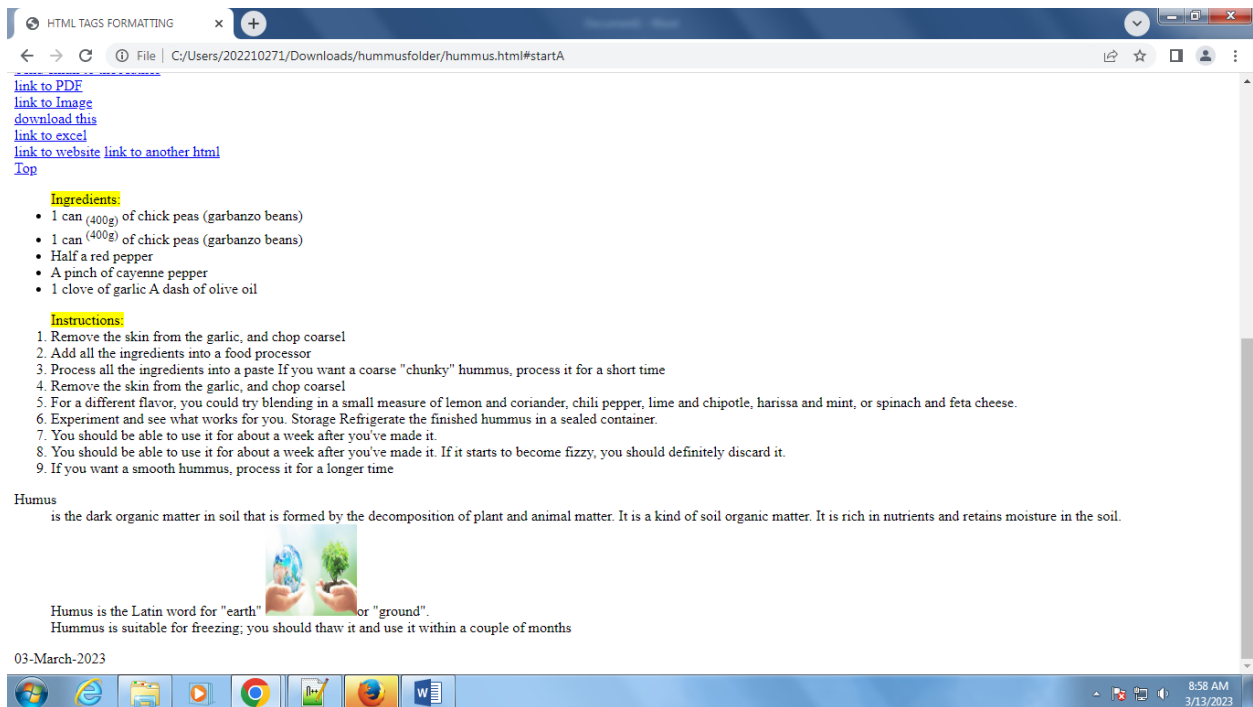 HTML TAGS FORMATTING
Document1 - Word
File C:/Users/202210271/Downloads/hummusfolder/hummus.html#startA
link to PDF
link to Image
download this
link to excel
link to website link to another html
Top
Ingredients:
1 can (400g) of chick peas (garbanzo beans)
1 can (400g) of chick peas (garbanzo beans)
Half a red pepper
A pinch of cayenne pepper
1 clove of garlic A dash of olive oil
Instructions:
1. Remove the skin from the garlic, and chop coarsel
2. Add all the ingredients into a food processor
3. Process all the ingredients into a paste If you want a coarse "chunky" hummus, process it for a short time
4. Remove the skin from the garlic, and chop coarsel
5. For a different flavor, you could try blending in a small measure of lemon and coriander, chili pepper, lime and chipotle, harissa and mint, or spinach and feta cheese.
6. Experiment and see what works for you. Storage Refrigerate the finished hummus in a sealed container.
7. You should be able to use it for about a week after you've made it.
8. You should be able to use it for about a week after you've made it. If it starts to become fizzy, you should definitely discard it.
9. If you want a smooth hummus, process it for a longer time
Humus
is the dark organic matter in soil that is formed by the decomposition of plant and animal matter. It is a kind of soil organic matter. It is rich in nutrients and retains moisture in the soil.
Humus is the Latin word for "earth" or "ground".
Hummus is suitable for freezing; you should thaw it and use it within a couple of months
03-March-2023
8:58 AM
3/13/2023